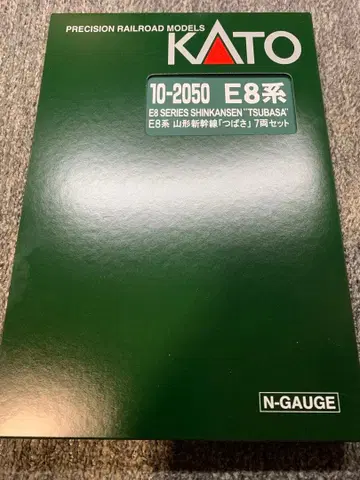 PRECISION RAILROAD MODELS
KATO
10-2050 E8系
E8 SERIES SHINKANSEN "TSUBASA"
E8系 山形新幹線「つばさ」7両セット
N-GAUGE